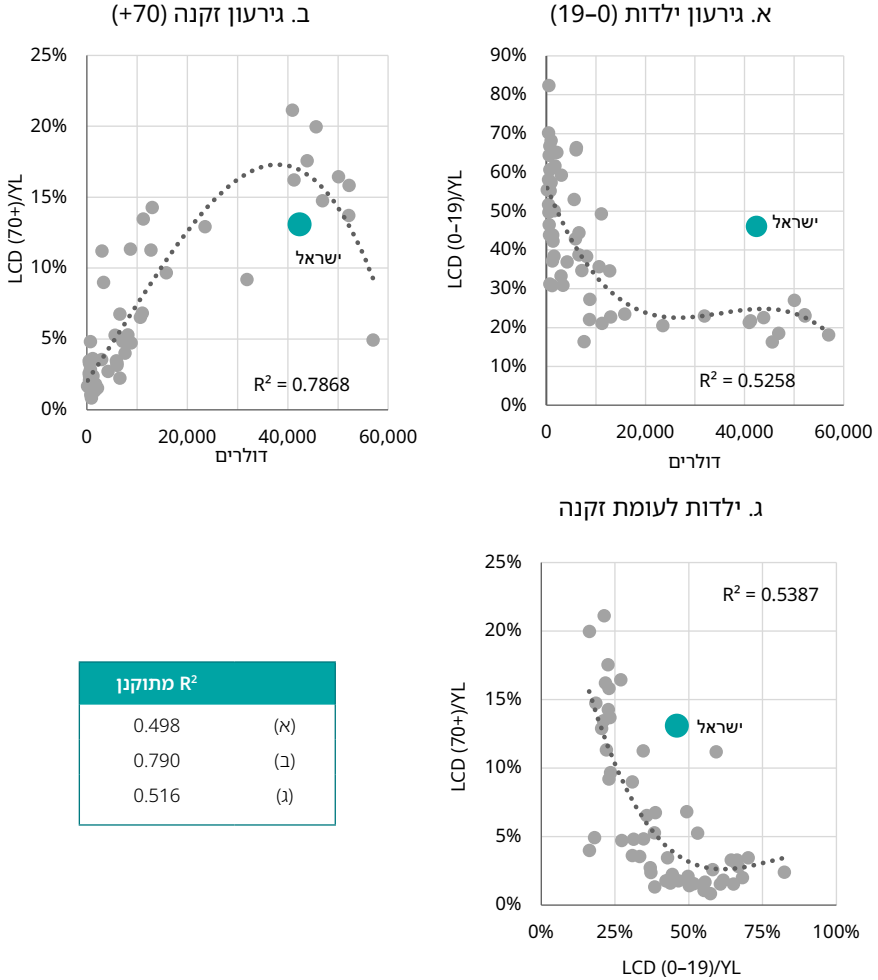 א. גירעון ילדות (0–19)
90%
80%
70%
60%
50%
40%
30%
20%
10%
0%
LCD (0–19)/YL
ישראל
R² = 0.5258
0 20,000 40,000 60,000
דולרים
ב. גירעון זקנה (70+)
25%
20%
15%
10%
5%
0%
LCD (70+)/YL
ישראל
R² = 0.7868
0 20,000 40,000 60,000
דולרים
ג. ילדות לעומת זקנה
25%
20%
15%
10%
5%
0%
LCD (70+)/YL
R² = 0.5387
ישראל
0% 25% 50% 75% 100%
LCD (0–19)/YL
R² מתוקנן
(א) 0.498
(ב) 0.790
(ג) 0.516